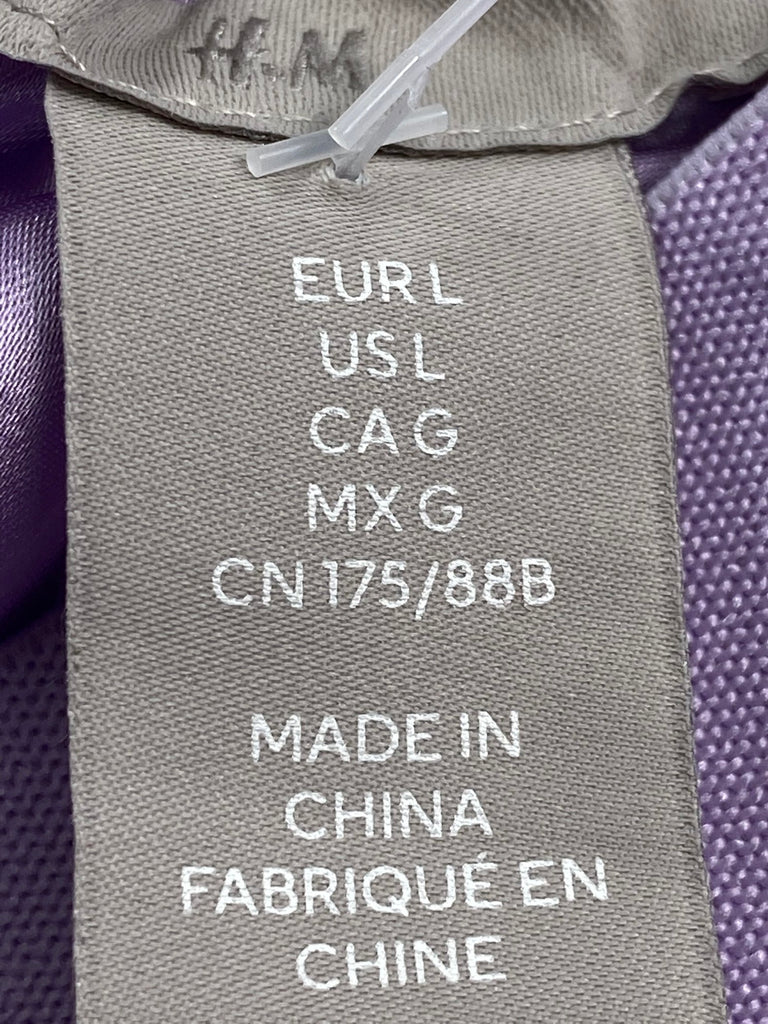 H&M
EUR L
US L
CA G
MX G
CN 175/88B
MADE IN
CHINA
FABRIQUÉ EN
CHINE